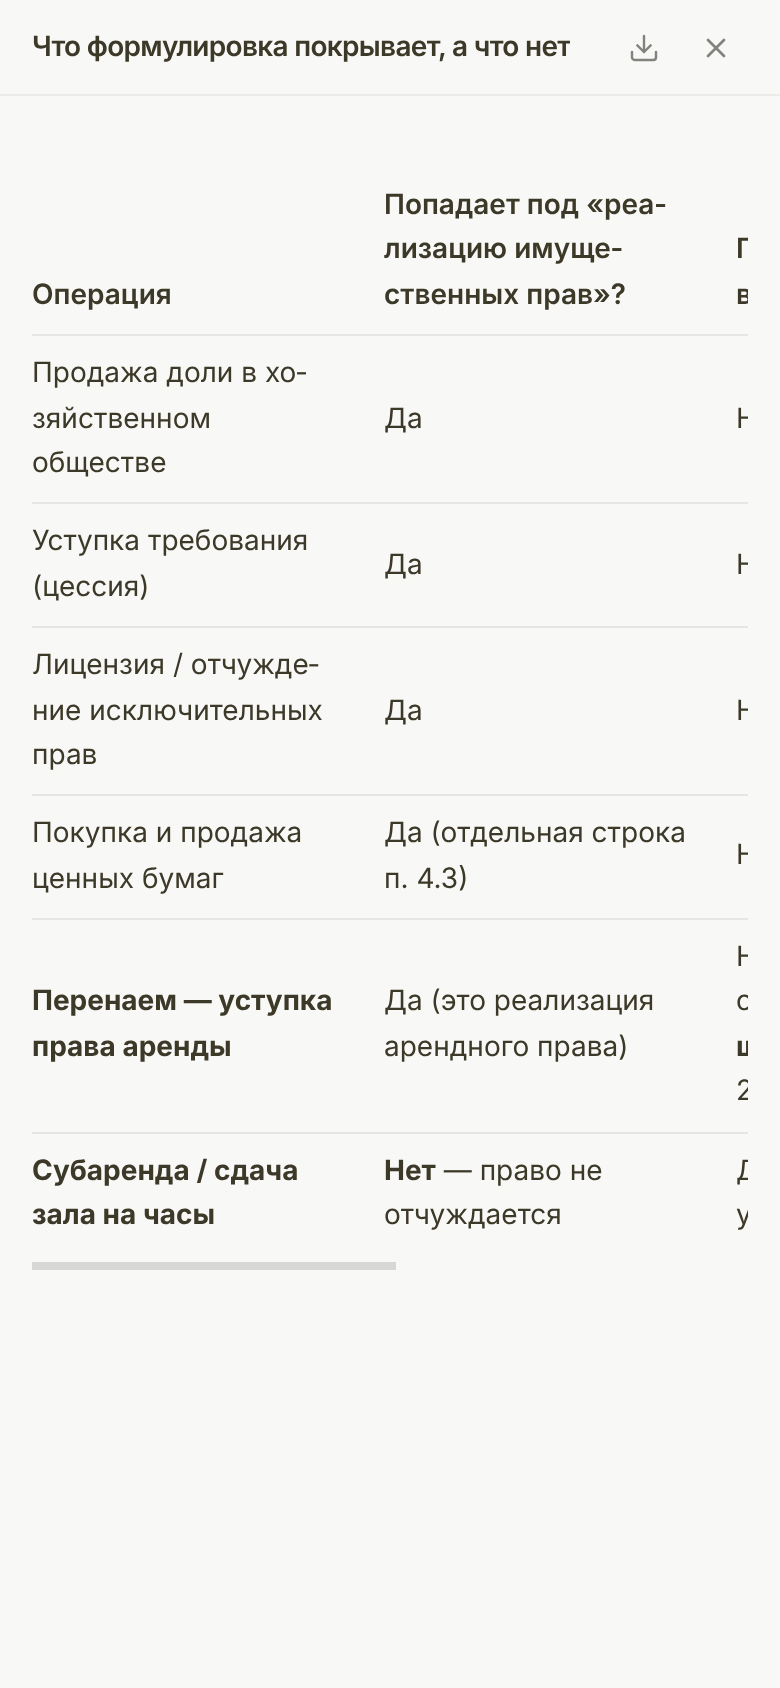 Что формулировка покрывает, а что нет
Попадает под «реа-
лизацию имуще-
Операция
ственных прав»?
Продажа доли в хо-
зяйственном
обществе
Да
Уступка требования
(цессия)
Да
Лицензия / отчужде-
ние исключительных
прав
Да
Покупка и продажа
ценных бумаг
Да (отдельная строка
п. 4.3)
Перенаем — уступка
права аренды
Да (это реализация
арендного права)
Субаренда / сдача
зала на часы
Нет — право не
отчуждается